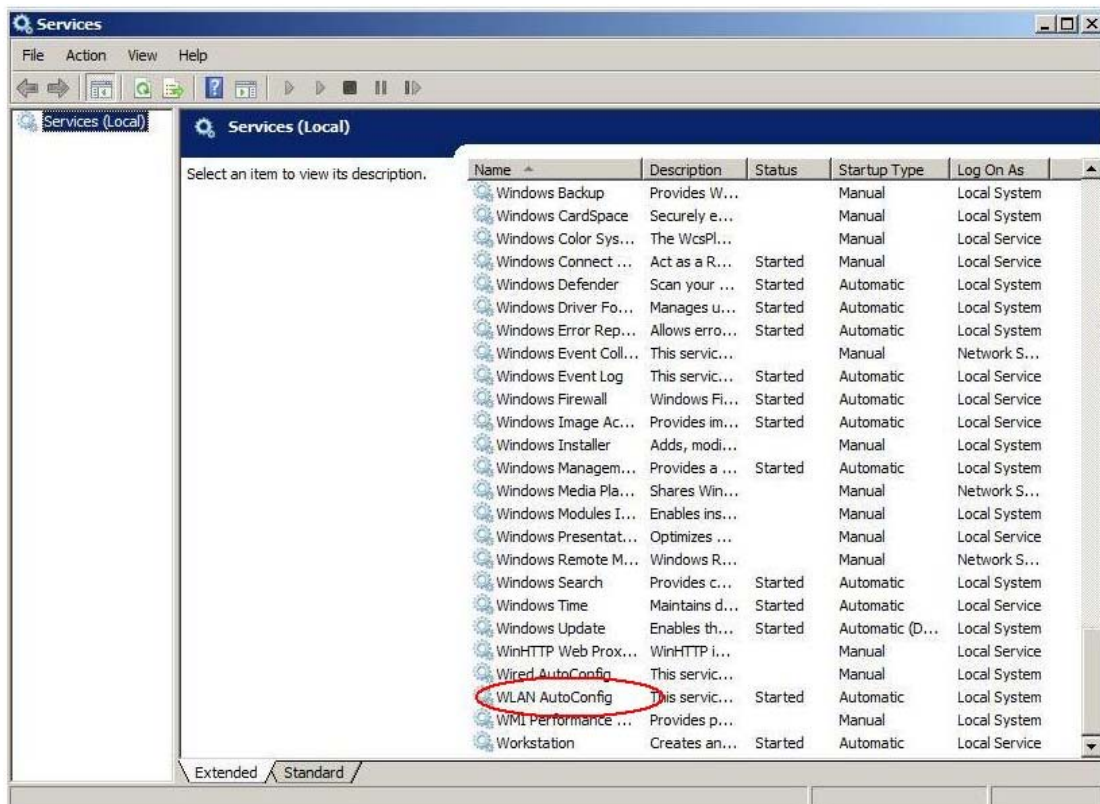 Services
File Action View Help
Services (Local)
Services (Local)
Select an item to view its description.
Name Description Status Startup Type Log On As
Windows Backup Provides W... Manual Local System
Windows CardSpace Securely e... Manual Local System
Windows Color Sys... The WcsPl... Manual Local Service
Windows Connect ... Act as a R... Started Manual Local Service
Windows Defender Scan your ... Started Automatic Local System
Windows Driver Fo... Manages u... Started Automatic Local System
Windows Error Rep... Allows erro... Started Automatic Local System
Windows Event Coll... This servic... Manual Network S...
Windows Event Log This servic... Started Automatic Local Service
Windows Firewall Windows Fi... Started Automatic Local Service
Windows Image Ac... Provides im... Started Automatic Local Service
Windows Installer Adds, modi... Manual Local System
Windows Managem... Provides a ... Started Automatic Local System
Windows Media Pla... Shares Win... Manual Network S...
Windows Modules I... Enables ins... Manual Local System
Windows Presentat... Optimizes ... Manual Local Service
Windows Remote M... Windows R... Manual Network S...
Windows Search Provides c... Started Automatic Local System
Windows Time Maintains d... Started Automatic Local Service
Windows Update Enables th... Started Automatic (D... Local System
WinHTTP Web Prox... WinHTTP i... Manual Local Service
Wired AutoConfig This servic... Manual Local System
WLAN AutoConfig This servic... Started Automatic Local System
WMI Performance ... Provides p... Manual Local System
Workstation Creates an... Started Automatic Local Service
Extended Standard